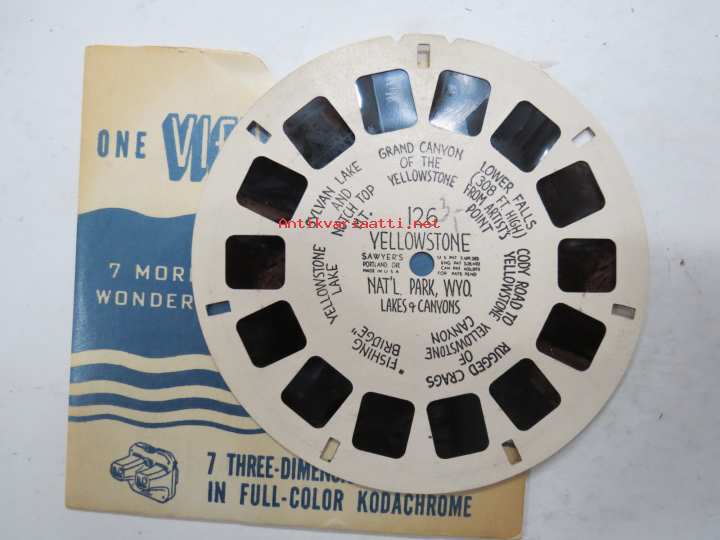 ONE VIE
7 MORE
WONDER
7 THREE-DIMENS
IN FULL-COLOR KODACHROME
GRAND CANYON
OF THE
YELLOWSTONE
LOWER FALLS
(308 FT. HIGH)
FROM ARTIST'S
POINT
CODY ROAD TO
YELLOWSTONE
RUGGED CRAGS
OF
YELLOWSTONE
CANYON
"FISHING
BRIDGE"
YELLOWSTONE
LAKE
SYLVAN LAKE
AND
TOP
126
YELLOWSTONE
SAWYER'S
PORTLAND ORE.
MADE IN U.S.A.
NAT'L. PARK, WYO.
LAKES & CANYONS
Antikvariaatti.net